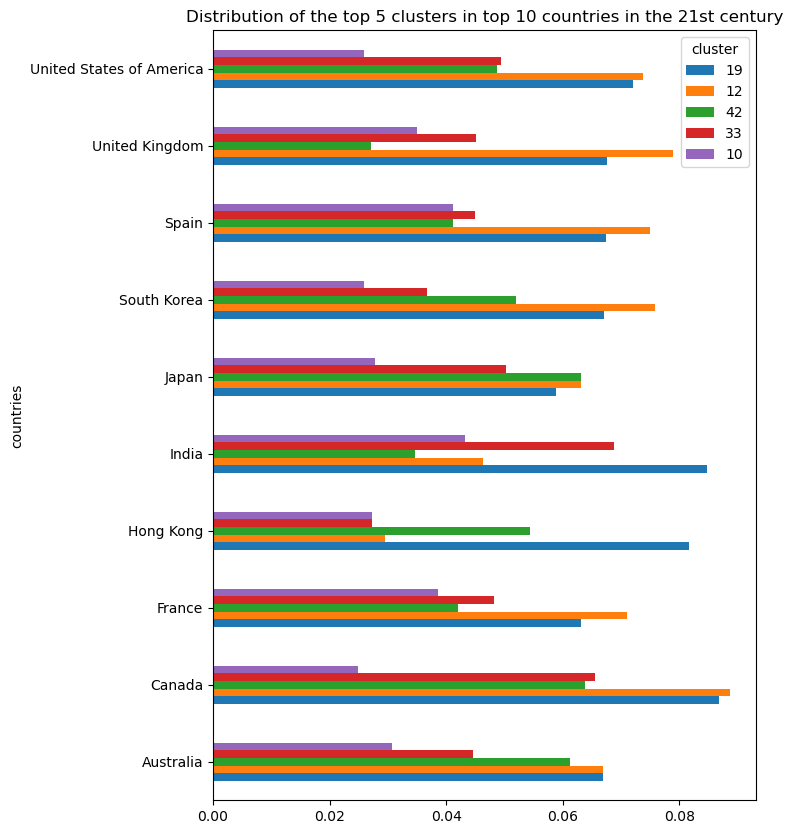 Distribution of the top 5 clusters in top 10 countries in the 21st century
cluster
19
12
42
33
10
countries
United States of America
United Kingdom
Spain
South Korea
Japan
India
Hong Kong
France
Canada
Australia
0.00 0.02 0.04 0.06 0.08